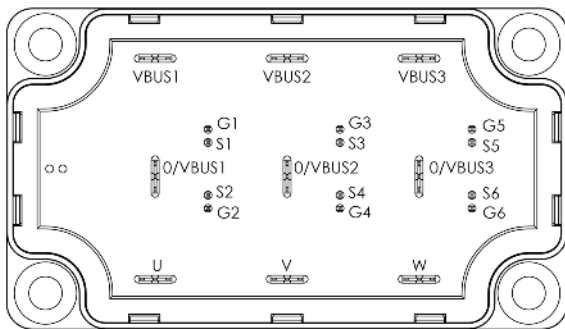 VBUS1 VBUS2 VBUS3
G1 G3 G5
S1 S3 S5
0/VBUS1 0/VBUS2 0/VBUS3
S2 S4 S6
G2 G4 G6
U V W